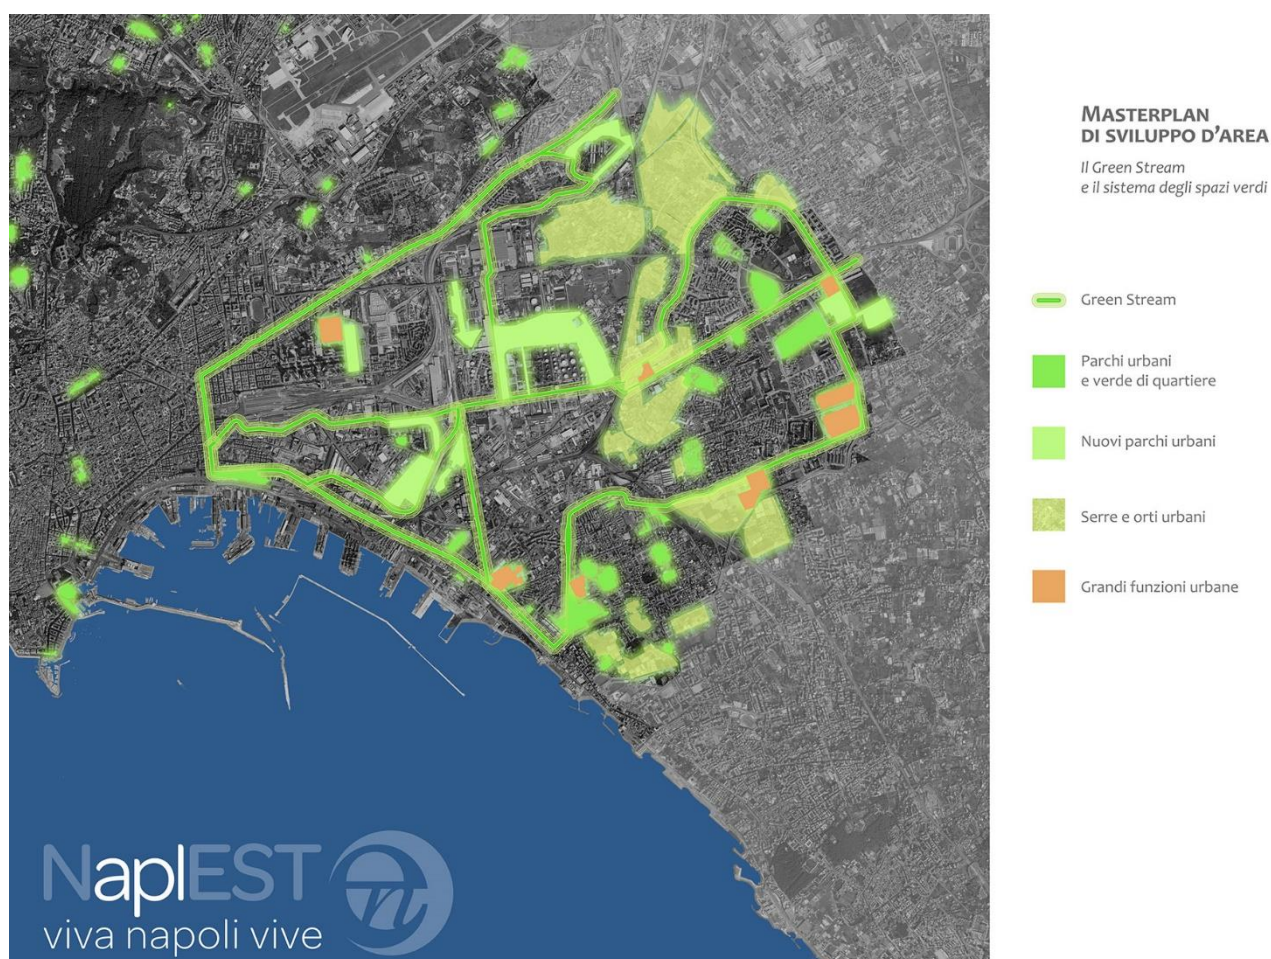 MASTERPLAN
DI SVILUPPO D'AREA
Il Green Stream
e il sistema degli spazi verdi
Green Stream
Parchi urbani
e verde di quartiere
Nuovi parchi urbani
Serre e orti urbani
Grandi funzioni urbane
NaplEST
viva napoli vive